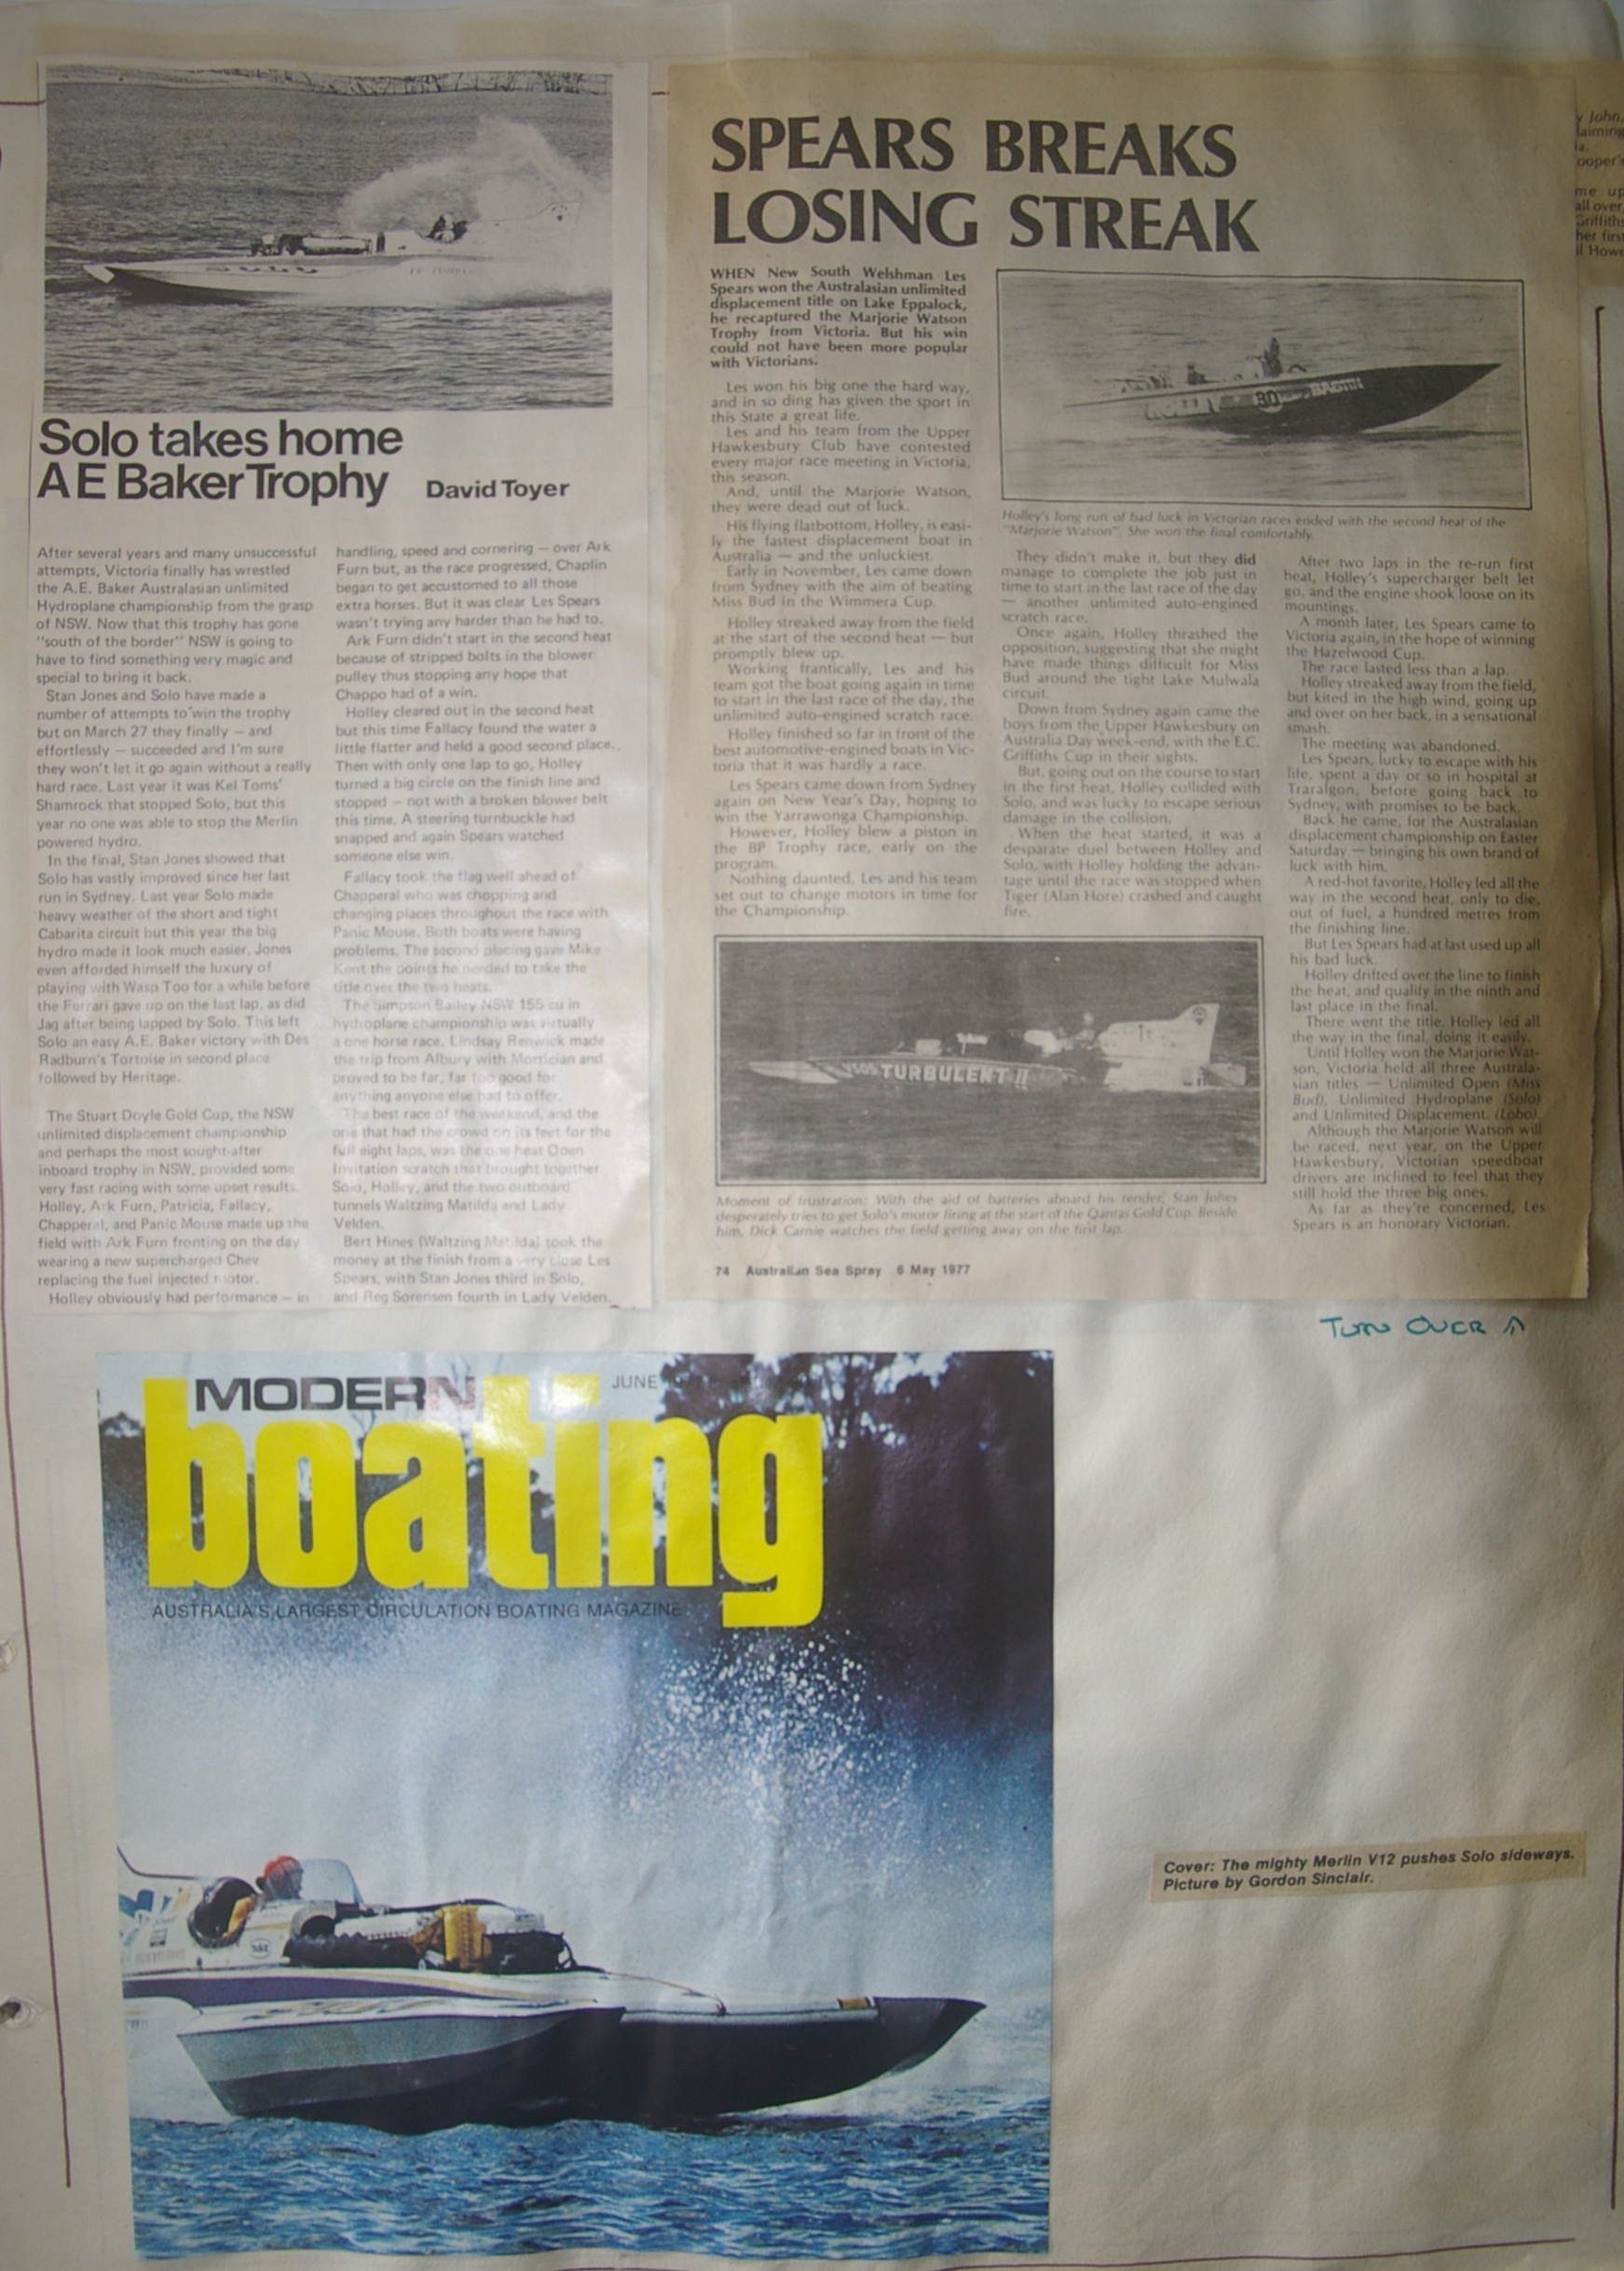 Solo takes home
A E Baker Trophy David Toyer
After several years and many unsuccessful
attempts, Victoria finally has wrestled
the A.E. Baker Australasian unlimited
Hydroplane championship from the grasp
of NSW. Now that this trophy has gone
"south of the border" NSW is going to
have to find something very magic and
special to bring it back.
Stan Jones and Solo have made a
number of attempts to win the trophy
but on March 27 they finally — and
effortlessly — succeeded and I'm sure
they won't let it go again without a really
hard race. Last year it was Kel Toms'
Shamrock that stopped Solo, but this
year no one was able to stop the Merlin
powered hydro.
In the final, Stan Jones showed that
Solo has vastly improved since her last
run in Sydney. Last year Solo made
heavy weather of the short and tight
Cabarita circuit but this year the big
hydro made it look much easier. Jones
even afforded himself the luxury of
playing with Wasp Too for a while before
the Ferrari gave up on the last lap, as did
Jag after being lapped by Solo. This left
Solo an easy A.E. Baker victory with Des
Radburn's Tortoise in second place
followed by Heritage.
The Stuart Doyle Gold Cup, the NSW
unlimited displacement championship
and perhaps the most sought-after
inboard trophy in NSW, provided some
very fast racing with some upset results.
Holley, Ark Furn, Patricia, Fallacy,
Chapperal, and Panic Mouse made up the
field with Ark Furn fronting on the day
wearing a new supercharged Chev
replacing the fuel injected motor.
Holley obviously had performance — in
handling, speed and cornering — over Ark
Furn but, as the race progressed, Chaplin
began to get accustomed to all those
extra horses. But it was clear Les Spears
wasn't trying any harder than he had to.
Ark Furn didn't start in the second heat
because of stripped bolts in the blower
pulley thus stopping any hope that
Chappo had of a win.
Holley cleared out in the second heat
but this time Fallacy found the water a
little flatter and held a good second place.
Then with only one lap to go, Holley
turned a big circle on the finish line and
stopped — not with a broken blower belt
this time. A steering turnbuckle had
snapped and again Spears watched
someone else win.
Fallacy took the flag well ahead of
Chapperal who was chopping and
changing places throughout the race with
Panic Mouse. Both boats were having
problems. The second placing gave Mike
Kent the points he needed to take the
title over the two heats.
The Simpson Bailey NSW 155 cu in
hydroplane championship was virtually
a one horse race. Lindsay Renwick made
the trip from Albury with Mortician and
proved to be far, far too good for
anything anyone else had to offer.
The best race of the weekend, and the
one that had the crowd on its feet for the
full eight laps, was the one heat Open
Invitation scratch that brought together
Solo, Holley, and the two outboard
tunnels Waltzing Matilda and Lady
Velden.
Bert Hines (Waltzing Matilda) took the
money at the finish from a very close Les
Spears, with Stan Jones third in Solo,
and Reg Sorensen fourth in Lady Velden.
SPEARS BREAKS
LOSING STREAK
WHEN New South Welshman Les
Spears won the Australasian unlimited
displacement title on Lake Eppalock,
he recaptured the Marjorie Watson
Trophy from Victoria. But his win
could not have been more popular
with Victorians.
Les won his big one the hard way,
and in so ding has given the sport in
this State a great life.
Les and his team from the Upper
Hawkesbury Club have contested
every major race meeting in Victoria,
this season.
And, until the Marjorie Watson,
they were dead out of luck.
His flying flatbottom, Holley, is easi-
ly the fastest displacement boat in
Australia — and the unluckiest.
Early in November, Les came down
from Sydney with the aim of beating
Miss Bud in the Wimmera Cup.
Holley streaked away from the field
at the start of the second heat — but
promptly blew up.
Working frantically, Les and his
team got the boat going again in time
to start in the last race of the day, the
unlimited auto-engined scratch race.
Holley finished so far in front of the
best automotive-engined boats in Vic-
toria that it was hardly a race.
Les Spears came down from Sydney
again on New Year's Day, hoping to
win the Yarrawonga Championship.
However, Holley blew a piston in
the BP Trophy race, early on the
program.
Nothing daunted, Les and his team
set out to change motors in time for
the Championship.
30 BASTIN
Holley's long run of bad luck in Victorian races ended with the second heat of the
"Marjorie Watson". She won the final comfortably.
They didn't make it, but they did
manage to complete the job just in
time to start in the last race of the day
— another unlimited auto-engined
scratch race.
Once again, Holley thrashed the
opposition, suggesting that she might
have made things difficult for Miss
Bud around the tight Lake Mulwala
circuit.
Down from Sydney again came the
boys from the Upper Hawkesbury on
Australia Day week-end, with the E.C.
Griffiths Cup in their sights.
But, going out on the course to start
in the first heat, Holley collided with
Solo, and was lucky to escape serious
damage in the collision.
When the heat started, it was a
desparate duel between Holley and
Solo, with Holley holding the advan-
tage until the race was stopped when
Tiger (Alan Hore) crashed and caught
fire.
After two laps in the re-run first
heat, Holley's supercharger belt let
go, and the engine shook loose on its
mountings.
A month later, Les Spears came to
Victoria again, in the hope of winning
the Hazelwood Cup.
The race lasted less than a lap.
Holley streaked away from the field,
but kited in the high wind, going up
and over on her back, in a sensational
smash.
The meeting was abandoned.
Les Spears, lucky to escape with his
life, spent a day or so in hospital at
Traralgon, before going back to
Sydney, with promises to be back.
Back he came, for the Australasian
displacement championship on Easter
Saturday — bringing his own brand of
luck with him.
A red-hot favorite, Holley led all the
way in the second heat, only to die,
out of fuel, a hundred metres from
the finishing line.
But Les Spears had at last used up all
his bad luck.
Holley drifted over the line to finish
the heat, and qualify in the ninth and
last place in the final.
There went the title. Holley led all
the way in the final, doing it easily.
Until Holley won the Marjorie Wat-
son, Victoria held all three Australa-
sian titles — Unlimited Open (Miss
Bud), Unlimited Hydroplane (Solo)
and Unlimited Displacement. (Lobo).
Although the Marjorie Watson will
be raced, next year, on the Upper
Hawkesbury, Victorian speedboat
drivers are inclined to feel that they
still hold the three big ones.
As far as they're concerned, Les
Spears is an honorary Victorian.
TURBULENT II
Moment of frustration: With the aid of batteries aboard his tender, Stan Johes
desperately tries to get Solo's motor firing at the start of the Qantas Gold Cup. Beside
him, Dick Carnie watches the field getting away on the first lap.
74 Australian Sea Spray 6 May 1977
y John,
laiming
la.
ooper's
me up
all over,
Griffiths
her first
il Howe
TURN OVER
MODERN
JUNE
boating
AUSTRALIA'S LARGEST CIRCULATION BOATING MAGAZINE
Cover: The mighty Merlin V12 pushes Solo sideways.
Picture by Gordon Sinclair.